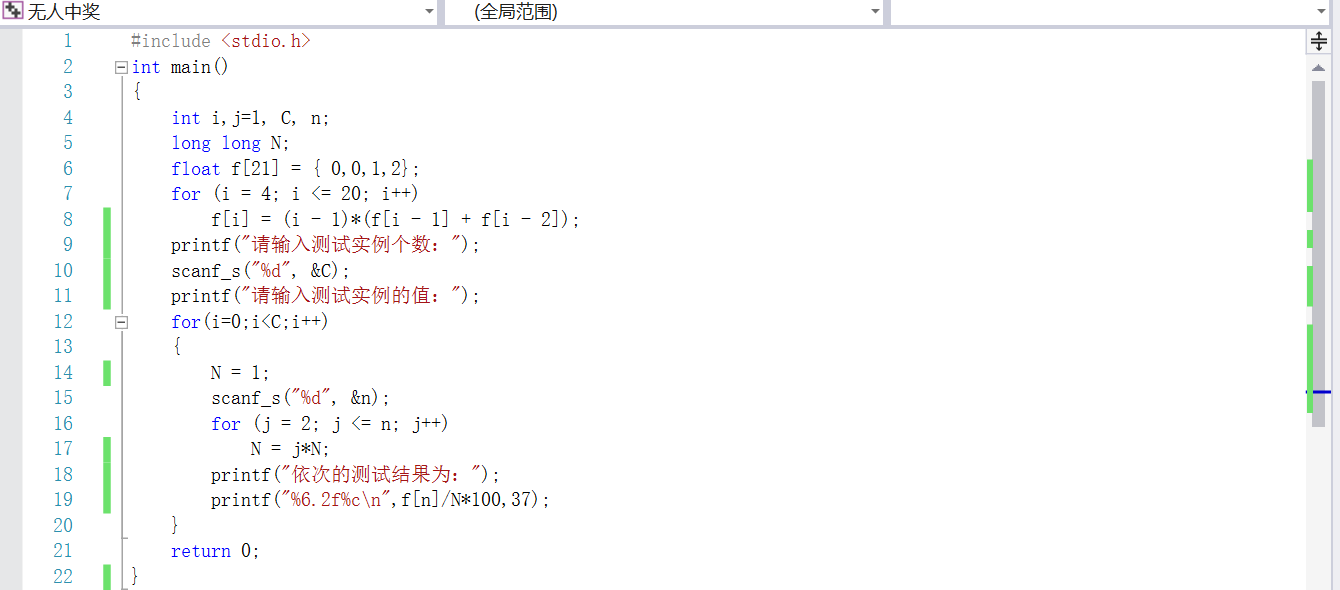 无人中奖 (全局范围)
1 #include <stdio.h>
2 int main()
3 {
4 int i,j=1, C, n;
5 long long N;
6 float f[21] = { 0,0,1,2};
7 for (i = 4; i <= 20; i++)
8 f[i] = (i - 1)*(f[i - 1] + f[i - 2]);
9 printf("请输入测试实例个数：");
10 scanf_s("%d", &C);
11 printf("请输入测试实例的值：");
12 for(i=0;i<C;i++)
13 {
14 N = 1;
15 scanf_s("%d", &n);
16 for (j = 2; j <= n; j++)
17 N = j*N;
18 printf("依次的测试结果为：");
19 printf("%6.2f%c\n",f[n]/N*100,37);
20 }
21 return 0;
22 }